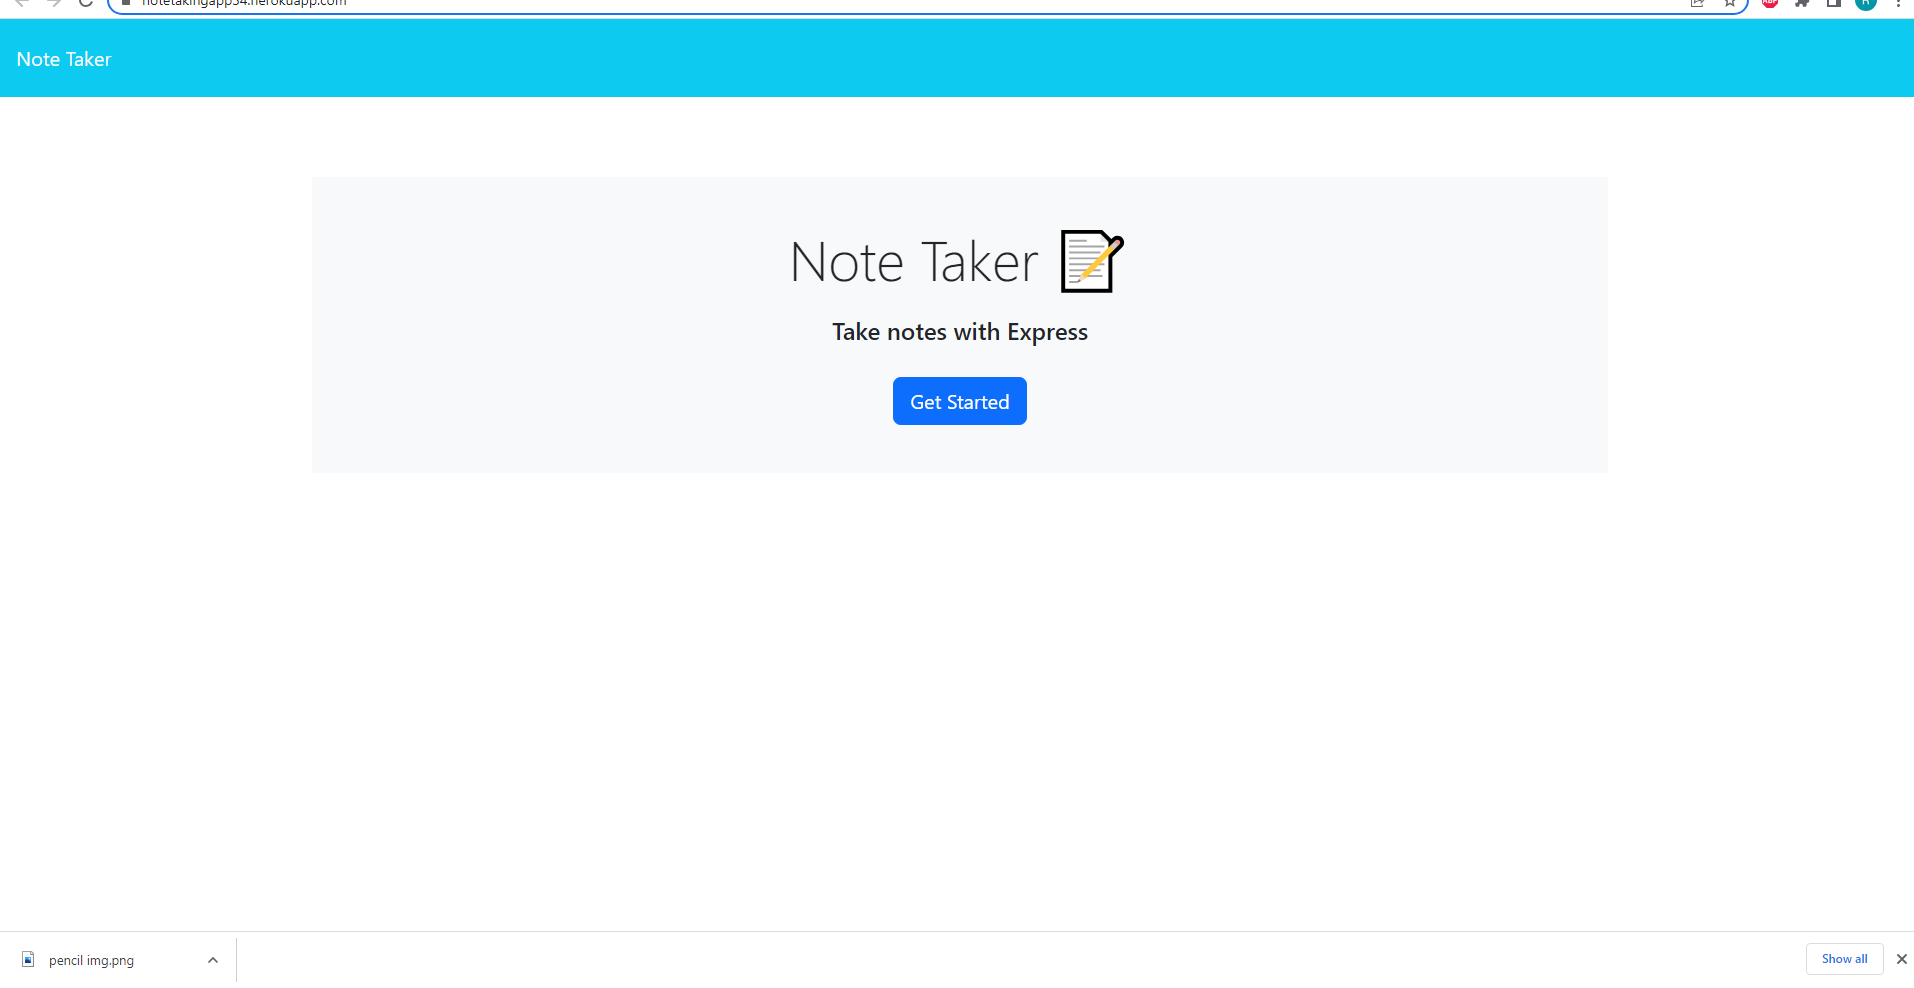 notetakingapp34.herokuapp.com
Note Taker
Note Taker
Take notes with Express
Get Started
pencil img.png
Show all